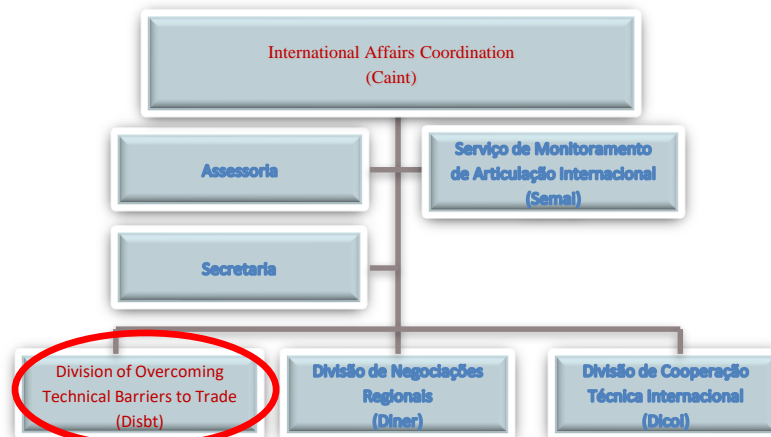 International Affairs Coordination
(Caint)
Assessoria
Serviço de Monitoramento
de Articulação Internacional
(Semai)
Secretaria
Division of Overcoming
Technical Barriers to Trade
(Disbt)
Divisão de Negociações
Regionais
(Diner)
Divisão de Cooperação
Técnica Internacional
(Dicoi)